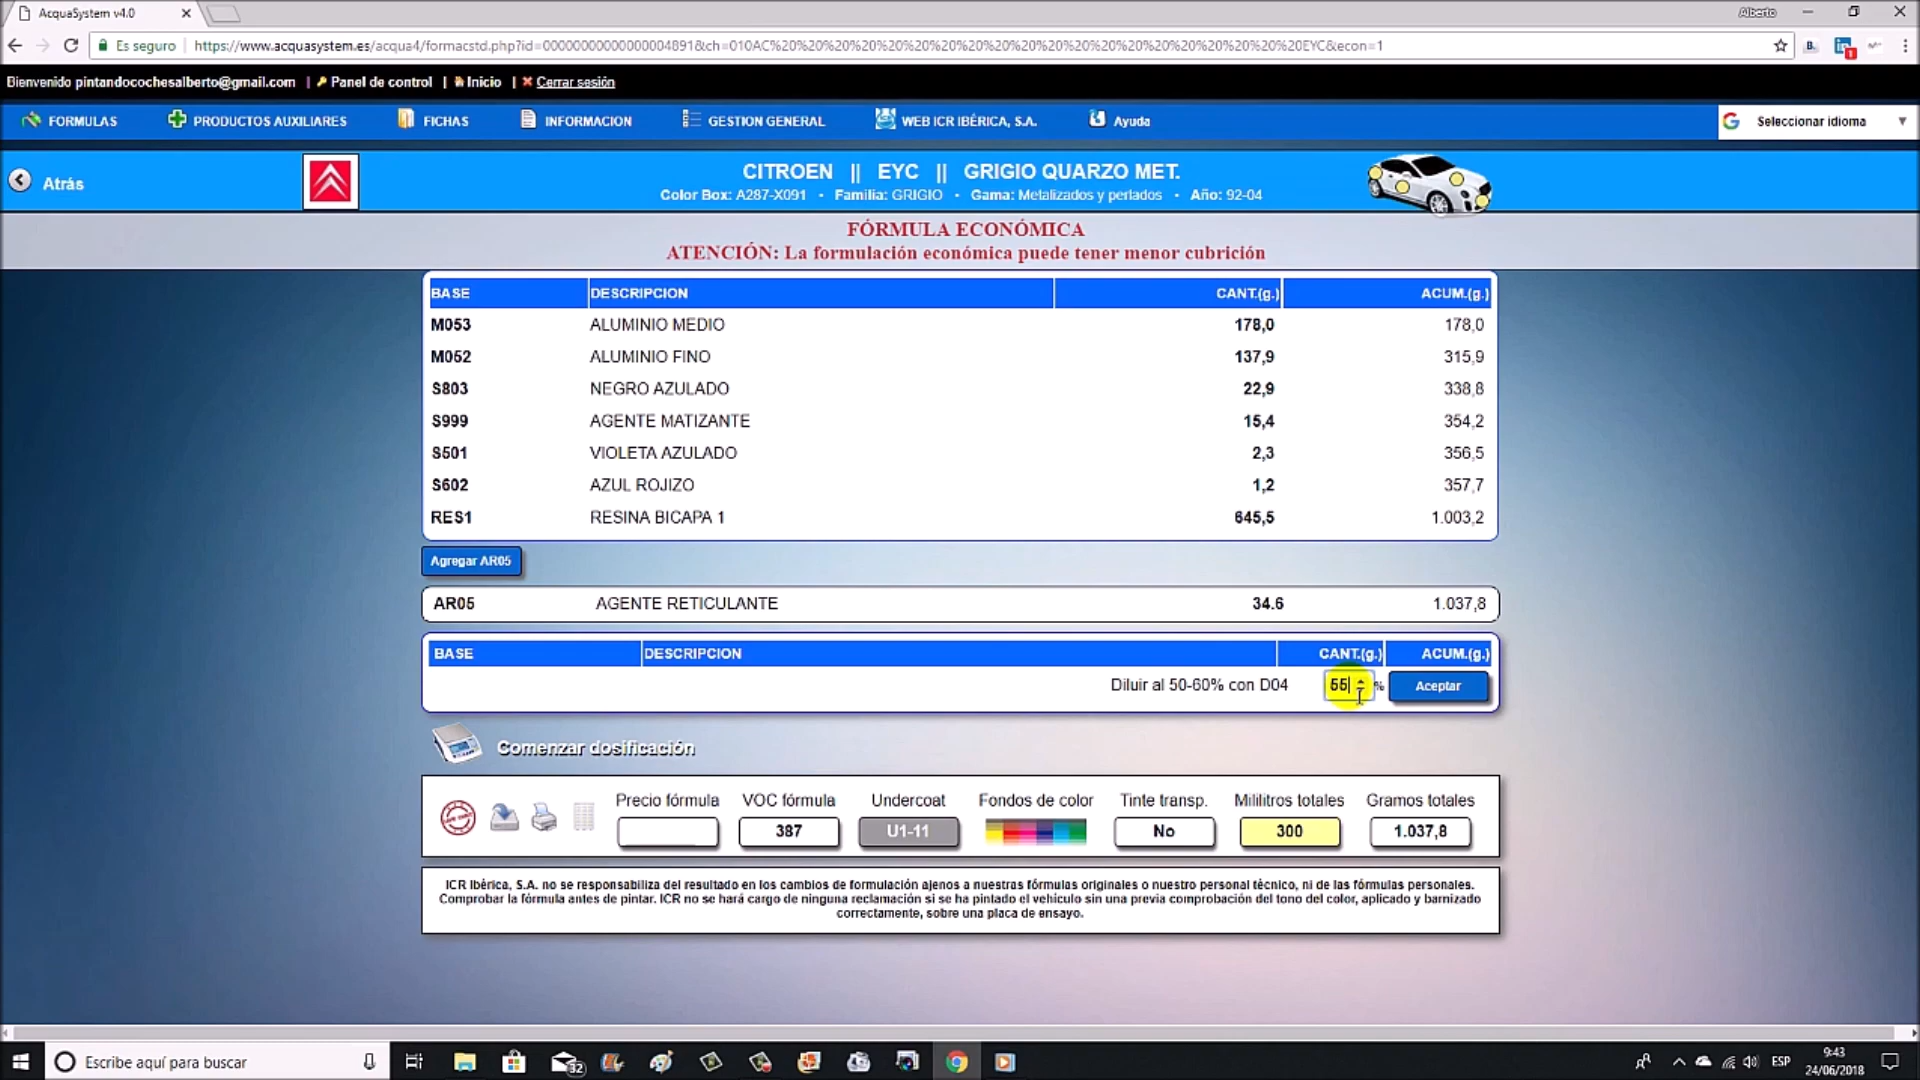 AcquaSystem v4.0
Alberto
Es seguro
https://www.acquasystem.es/acqua4/formacstd.php?id=00000000000000004891&ch=010AC%20%20%20%20%20%20%20%20%20%20%20%20%20%20%20%20%20%20%20%20EYC&econ=1
Bienvenido pintandocochesalberto@gmail.com | Panel de control | Inicio | Cerrar sesión
FORMULAS PRODUCTOS AUXILIARES FICHAS INFORMACION GESTION GENERAL WEB ICR IBÉRICA, S.A. Ayuda
Seleccionar idioma
Atrás
CITROEN || EYC || GRIGIO QUARZO MET.
Color Box: A287-X091 • Familia: GRIGIO • Gama: Metalizados y perlados • Año: 92-04
FÓRMULA ECONÓMICA
ATENCIÓN: La formulación económica puede tener menor cubrición
BASE DESCRIPCION CANT.(g.) ACUM.(g.)
M053 ALUMINIO MEDIO 178,0 178,0
M052 ALUMINIO FINO 137,9 315,9
S803 NEGRO AZULADO 22,9 338,8
S999 AGENTE MATIZANTE 15,4 354,2
S501 VIOLETA AZULADO 2,3 356,5
S602 AZUL ROJIZO 1,2 357,7
RES1 RESINA BICAPA 1 645,5 1.003,2
Agregar AR05
AR05 AGENTE RETICULANTE 34.6 1.037,8
BASE DESCRIPCION CANT.(g.) ACUM.(g.)
Diluir al 50-60% con D04 55 % Aceptar
Comenzar dosificación
Precio fórmula VOC fórmula Undercoat Fondos de color Tinte transp. Mililitros totales Gramos totales
387 U1-11 No 300 1.037,8
ICR Ibérica, S.A. no se responsabiliza del resultado en los cambios de formulación ajenos a nuestras fórmulas originales o nuestro personal técnico, ni de las fórmulas personales.
Comprobar la fórmula antes de pintar. ICR no se hará cargo de ninguna reclamación si se ha pintado el vehículo sin una previa comprobación del tono del color, aplicado y barnizado
correctamente, sobre una placa de ensayo.
Escribe aquí para buscar
32
ESP
9:43
24/06/2018